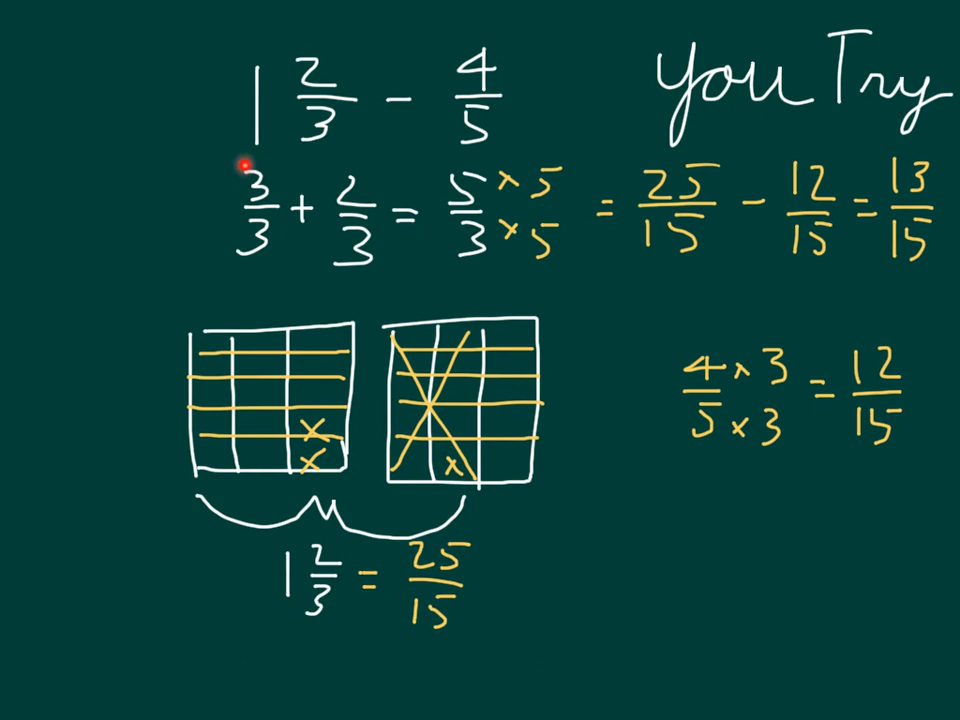 1 2/3 - 4/5
You Try
3/3 + 2/3 = 5/3 × 5 / × 5 = 25/15 - 12/15 = 13/15
4/5 × 3 / × 3 = 12/15
x
x
x
1 2/3 = 25/15